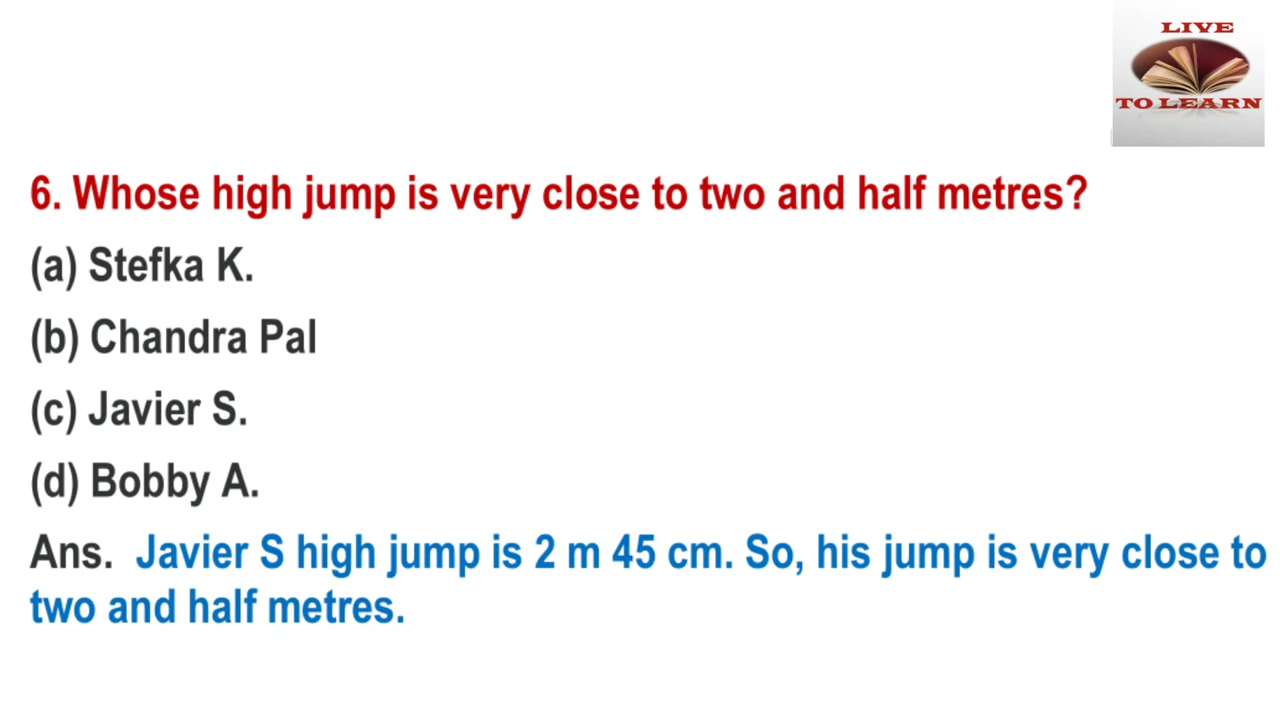 LIVE
TO LEARN
6. Whose high jump is very close to two and half metres?
(a) Stefka K.
(b) Chandra Pal
(c) Javier S.
(d) Bobby A.
Ans. Javier S high jump is 2 m 45 cm. So, his jump is very close to
two and half metres.